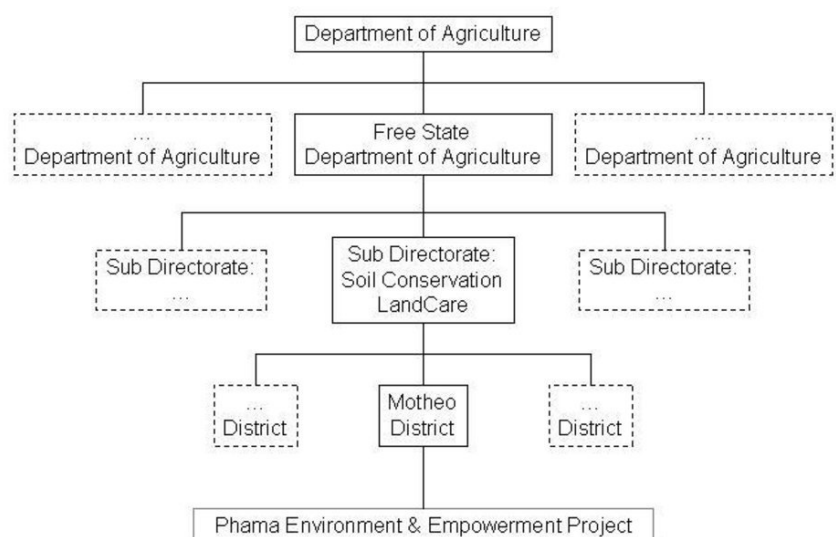 Department of Agriculture
...
Department of Agriculture
Free State
Department of Agriculture
...
Department of Agriculture
Sub Directorate:
...
Sub Directorate:
Soil Conservation
LandCare
Sub Directorate:
...
...
District
Motheo
District
...
District
Phama Environment & Empowerment Project